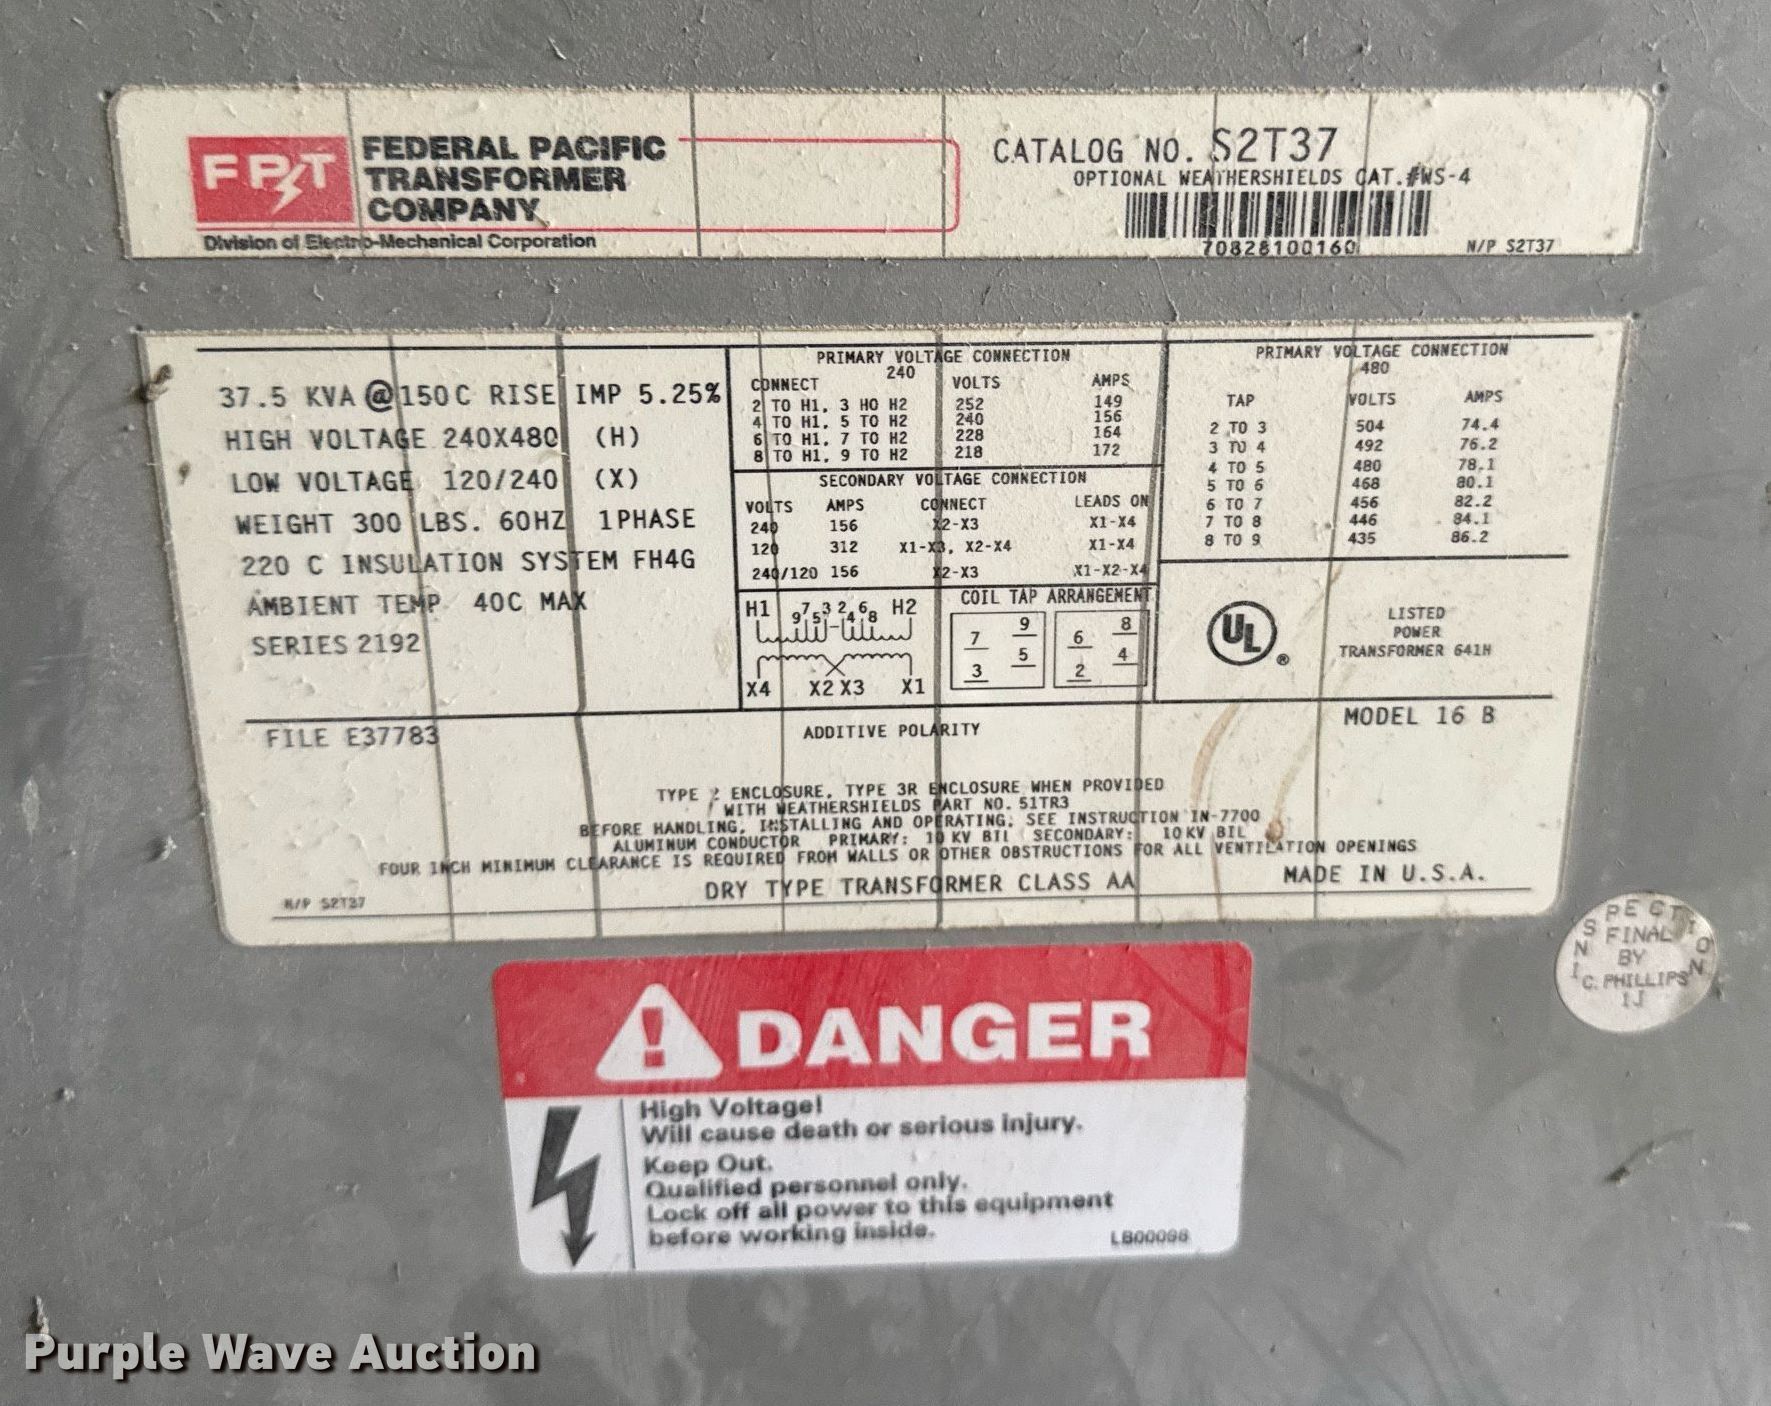 FPT
FEDERAL PACIFIC
TRANSFORMER
COMPANY
Division of Electro-Mechanical Corporation
CATALOG NO. S2T37
OPTIONAL WEATHERSHIELDS CAT.#WS-4
70828100160
N/P S2T37
37.5 KVA @ 150C RISE IMP 5.25%
HIGH VOLTAGE 240X480 (H)
LOW VOLTAGE 120/240 (X)
WEIGHT 300 LBS. 60HZ 1PHASE
220 C INSULATION SYSTEM FH4G
AMBIENT TEMP 40C MAX
SERIES 2192
PRIMARY VOLTAGE CONNECTION
240
CONNECT VOLTS AMPS
2 TO H1, 3 HO H2 252 149
4 TO H1, 5 TO H2 240 156
6 TO H1, 7 TO H2 228 164
8 TO H1, 9 TO H2 218 172
SECONDARY VOLTAGE CONNECTION
VOLTS AMPS CONNECT LEADS ON
240 156 X2-X3 X1-X4
120 312 X1-X3, X2-X4 X1-X4
240/120 156 X2-X3 X1-X2-X4
H1 9 7 5 3 2 4 6 8 H2
X4 X2 X3 X1
COIL TAP ARRANGEMENT
7 9 6 8
3 5 2 4
PRIMARY VOLTAGE CONNECTION
480
TAP VOLTS AMPS
2 TO 3 504 74.4
3 TO 4 492 76.2
4 TO 5 480 78.1
5 TO 6 468 80.1
6 TO 7 456 82.2
7 TO 8 446 84.1
8 TO 9 435 86.2
UL ®
LISTED
POWER
TRANSFORMER 641H
FILE E37783
ADDITIVE POLARITY
MODEL 16 B
TYPE 2 ENCLOSURE, TYPE 3R ENCLOSURE WHEN PROVIDED
WITH WEATHERSHIELDS PART NO. 51TR3
BEFORE HANDLING, INSTALLING AND OPERATING, SEE INSTRUCTION IN-7700
ALUMINUM CONDUCTOR PRIMARY: 10 KV BIL SECONDARY: 10 KV BIL
FOUR INCH MINIMUM CLEARANCE IS REQUIRED FROM WALLS OR OTHER OBSTRUCTIONS FOR ALL VENTILATION OPENINGS
DRY TYPE TRANSFORMER CLASS AA
MADE IN U.S.A.
N/P S2T37
INSPECTION
FINAL
BY
C. PHILLIPS
1J
! DANGER
High Voltage!
Will cause death or serious injury.
Keep Out.
Qualified personnel only.
Lock off all power to this equipment
before working inside.
LB00098
Purple Wave Auction